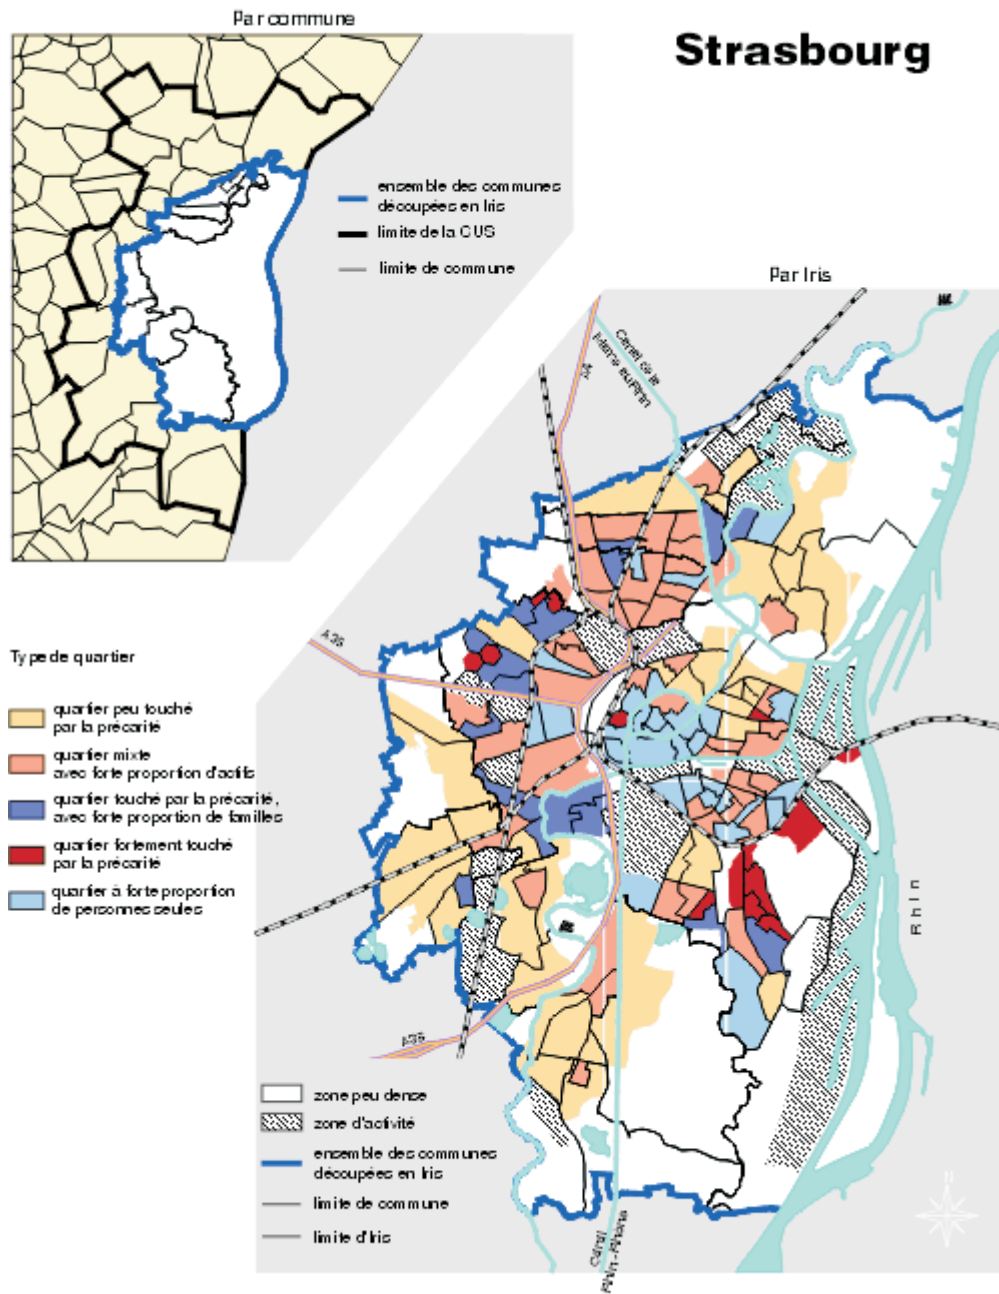 Par commune
Strasbourg
ensemble des communes
découpées en Iris
limite de la CUS
limite de commune
Par Iris
Canal de la
Marne au Rhin
A35
Type de quartier
quartier peu touché
par la précarité
quartier mixte
avec forte proportion d'actifs
quartier touché par la précarité,
avec forte proportion de familles
quartier fortement touché
par la précarité
quartier à forte proportion
de personnes seules
Rhin
A35
zone peu dense
zone d'activité
ensemble des communes
découpées en Iris
limite de commune
limite d'Iris
Canal
Rhin-Rhône